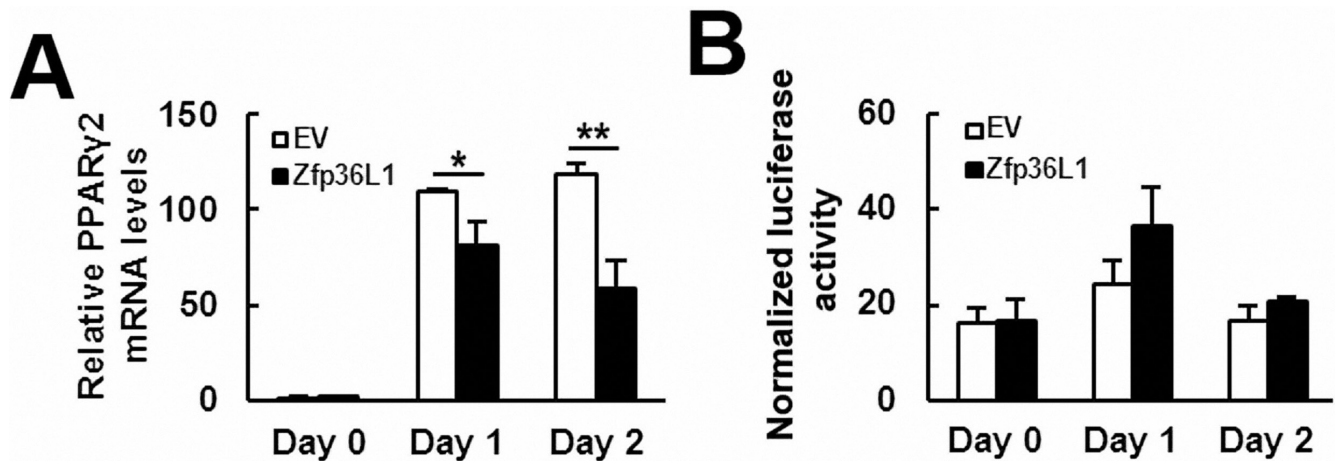 A
Relative PPARγ2
mRNA levels
150
100
50
0
EV
Zfp36L1
*
**
Day 0 Day 1 Day 2
B
Normalized luciferase
activity
60
40
20
0
EV
Zfp36L1
Day 0 Day 1 Day 2